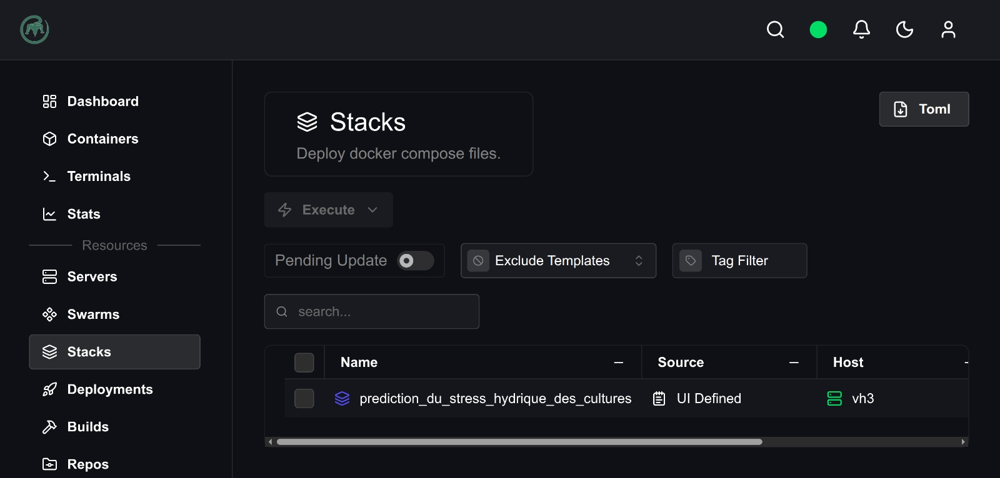 Dashboard
Containers
Terminals
Stats
Resources
Servers
Swarms
Stacks
Deployments
Builds
Repos
Stacks
Deploy docker compose files.
Toml
Execute
Pending Update
Exclude Templates
Tag Filter
search...
Name Source Host
prediction_du_stress_hydrique_des_cultures UI Defined vh3